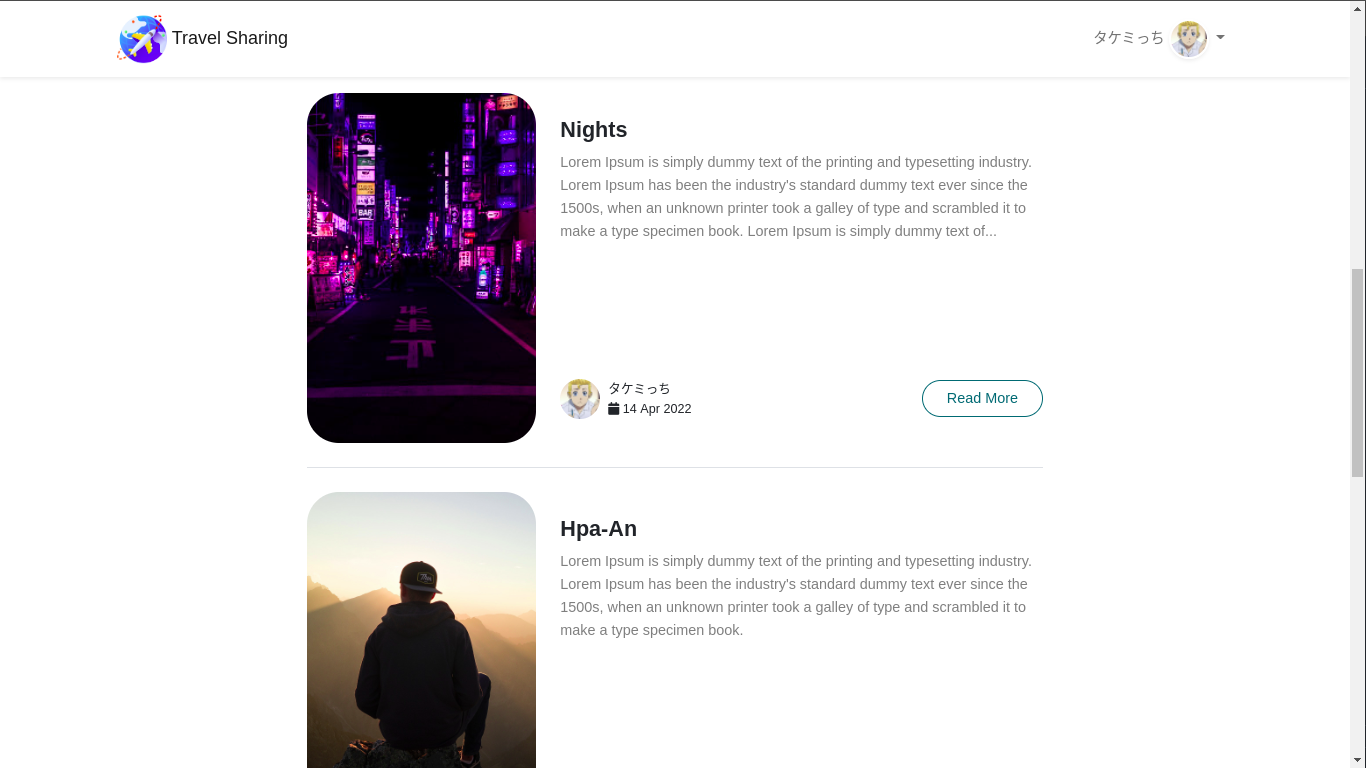 Travel Sharing
タケミっち
BAR
Nights
Lorem Ipsum is simply dummy text of the printing and typesetting industry.
Lorem Ipsum has been the industry's standard dummy text ever since the
1500s, when an unknown printer took a galley of type and scrambled it to
make a type specimen book. Lorem Ipsum is simply dummy text of...
タケミっち
14 Apr 2022
Read More
Hpa-An
Lorem Ipsum is simply dummy text of the printing and typesetting industry.
Lorem Ipsum has been the industry's standard dummy text ever since the
1500s, when an unknown printer took a galley of type and scrambled it to
make a type specimen book.